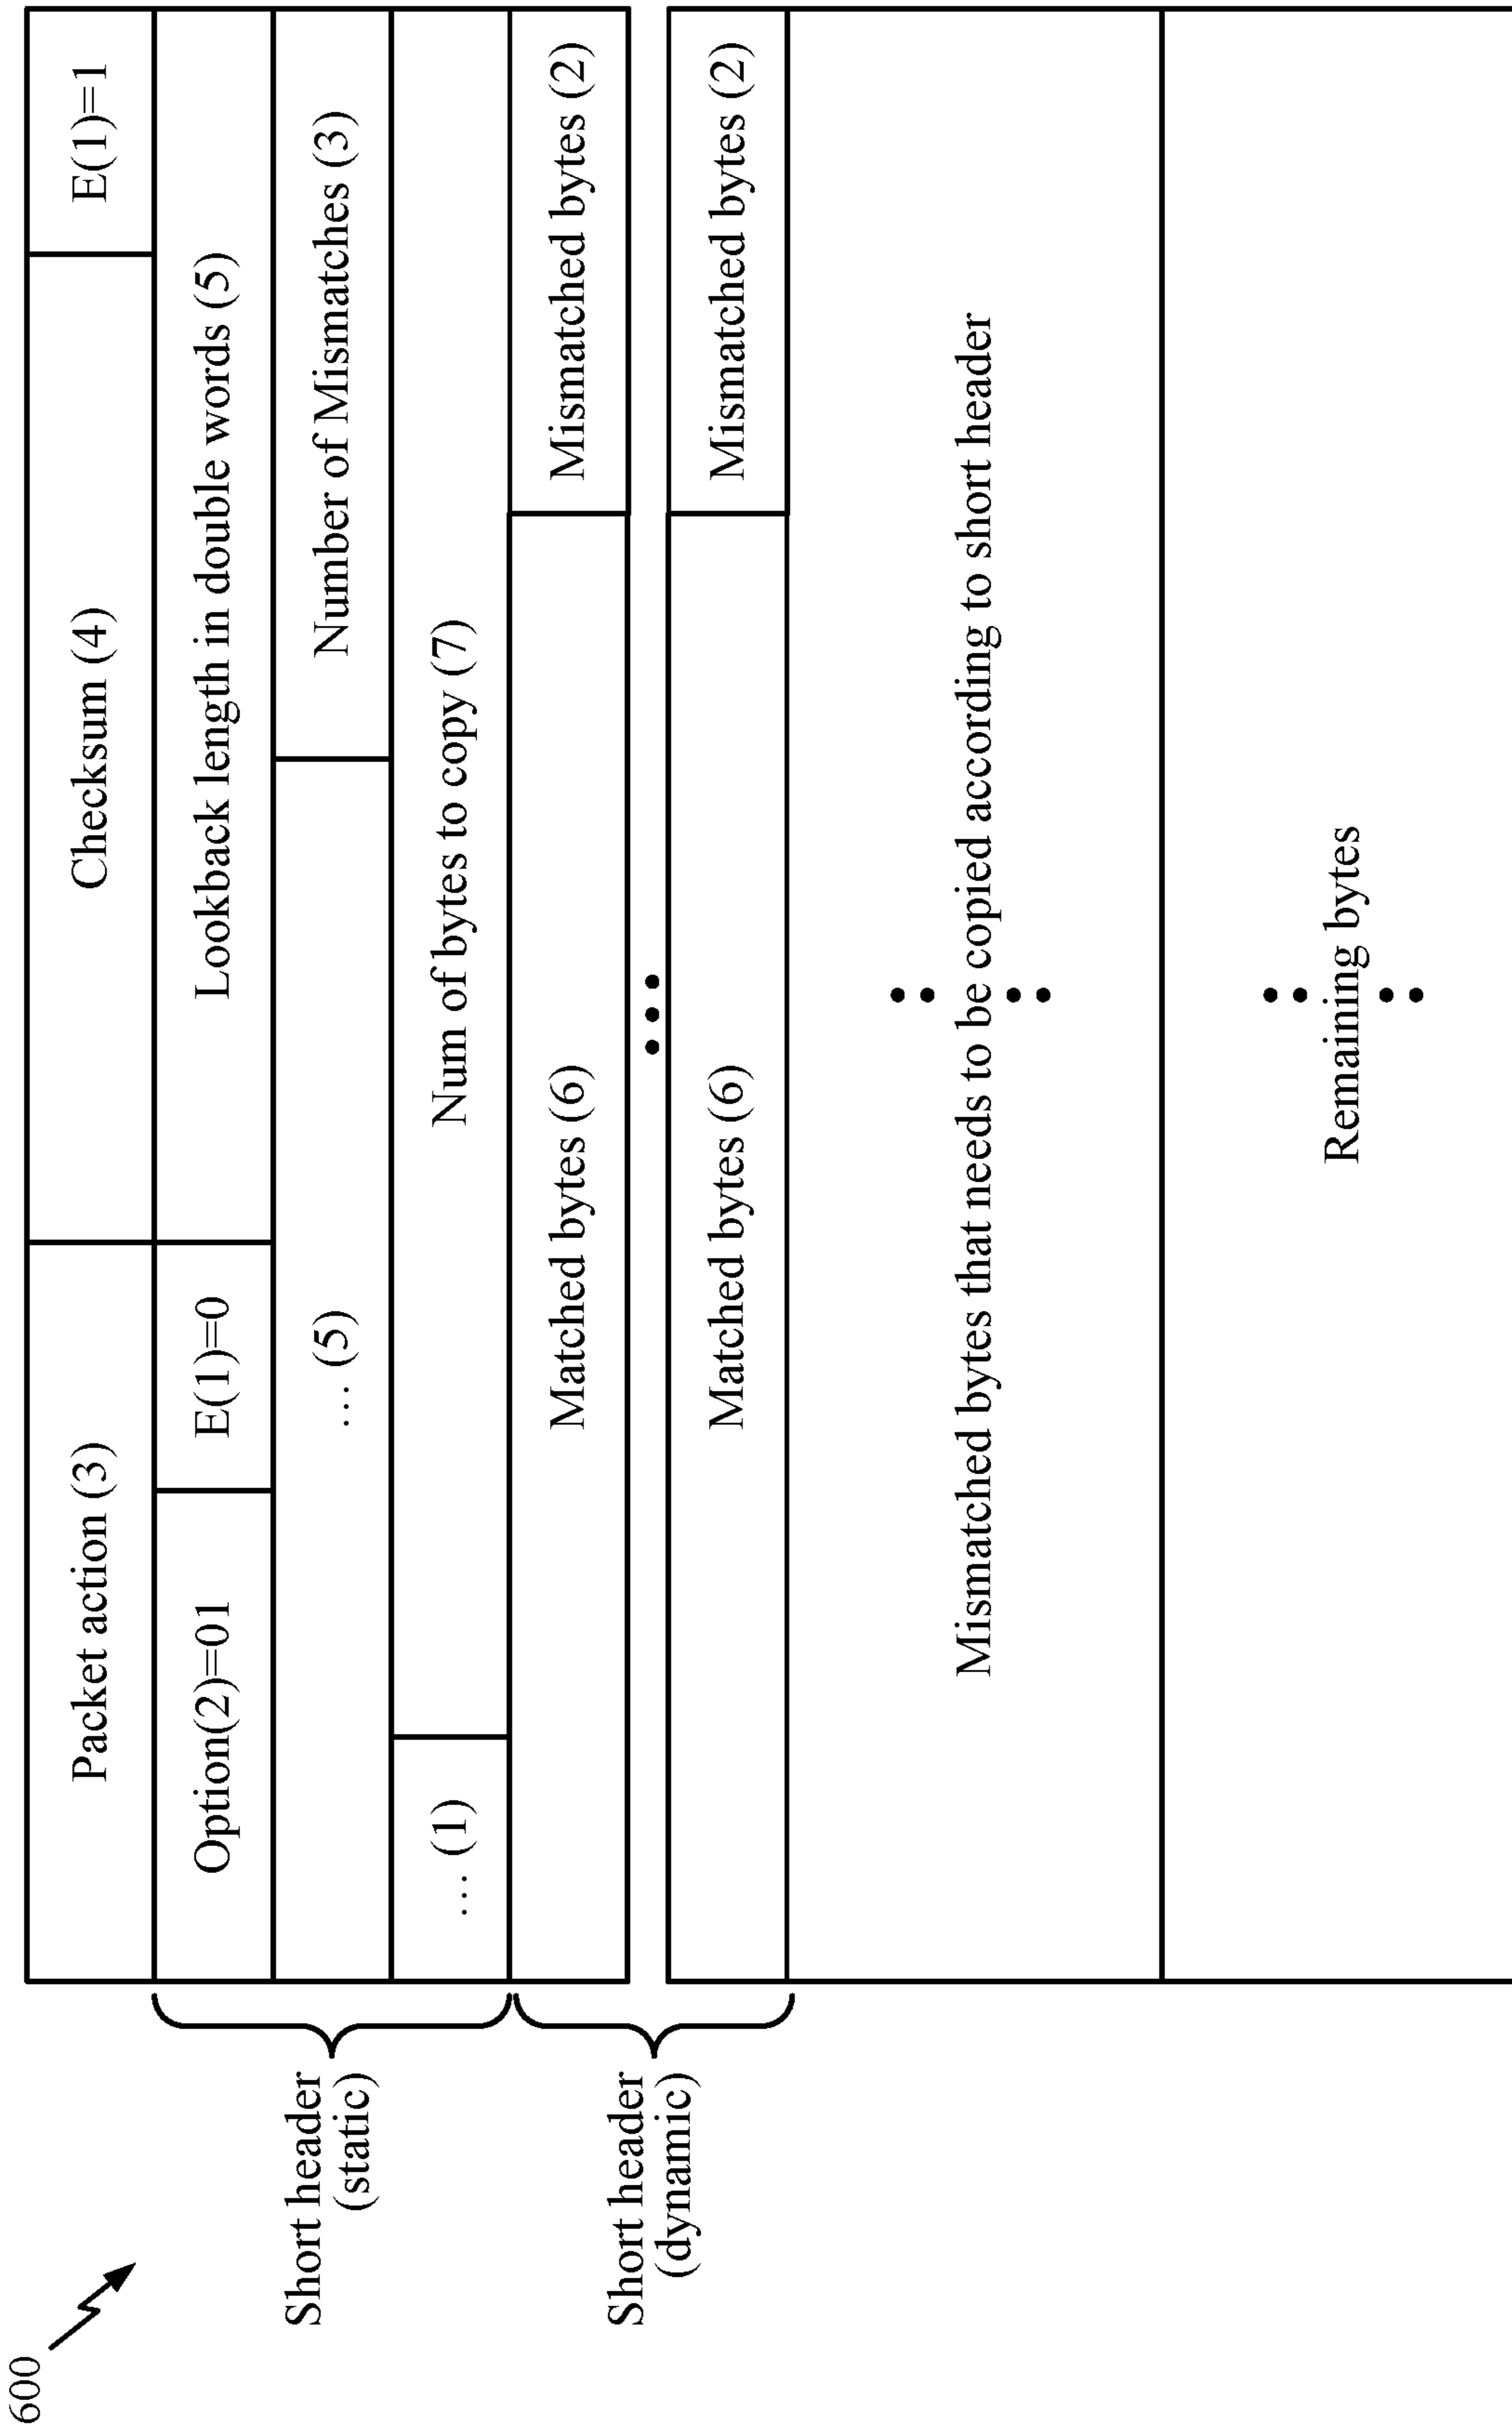 600
Packet action (3)
Checksum (4)
E(1)=1
Option(2)=01
E(1)=0
Lookback length in double words (5)
… (5)
Number of Mismatches (3)
… (1)
Num of bytes to copy (7)
Short header
(static)
Matched bytes (6)
Mismatched bytes (2)
Matched bytes (6)
Mismatched bytes (2)
Short header
(dynamic)
Mismatched bytes that needs to be copied according to short header
Remaining bytes